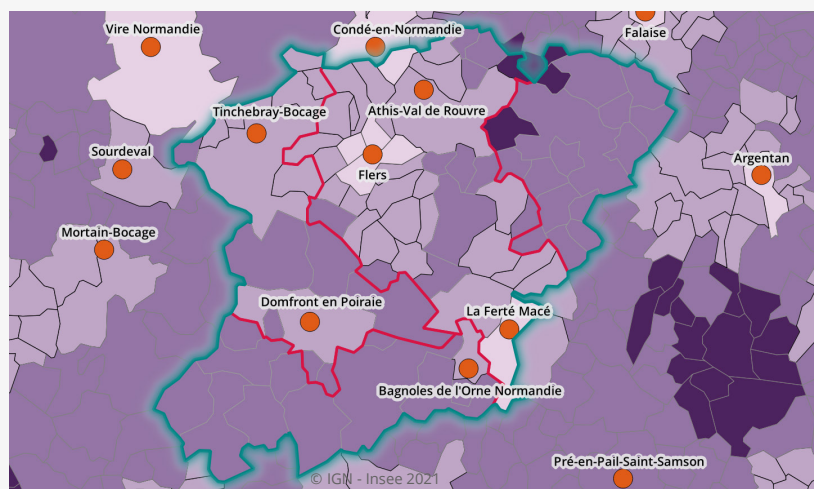 Vire Normandie
Condé-en-Normandie
Falaise
Tinchebray-Bocage
Athis-Val de Rouvre
Sourdeval
Flers
Argentan
Mortain-Bocage
Domfront en Poiraie
La Ferté Macé
Bagnoles de l'Orne Normandie
Pré-en-Pail-Saint-Samson
© IGN - Insee 2021